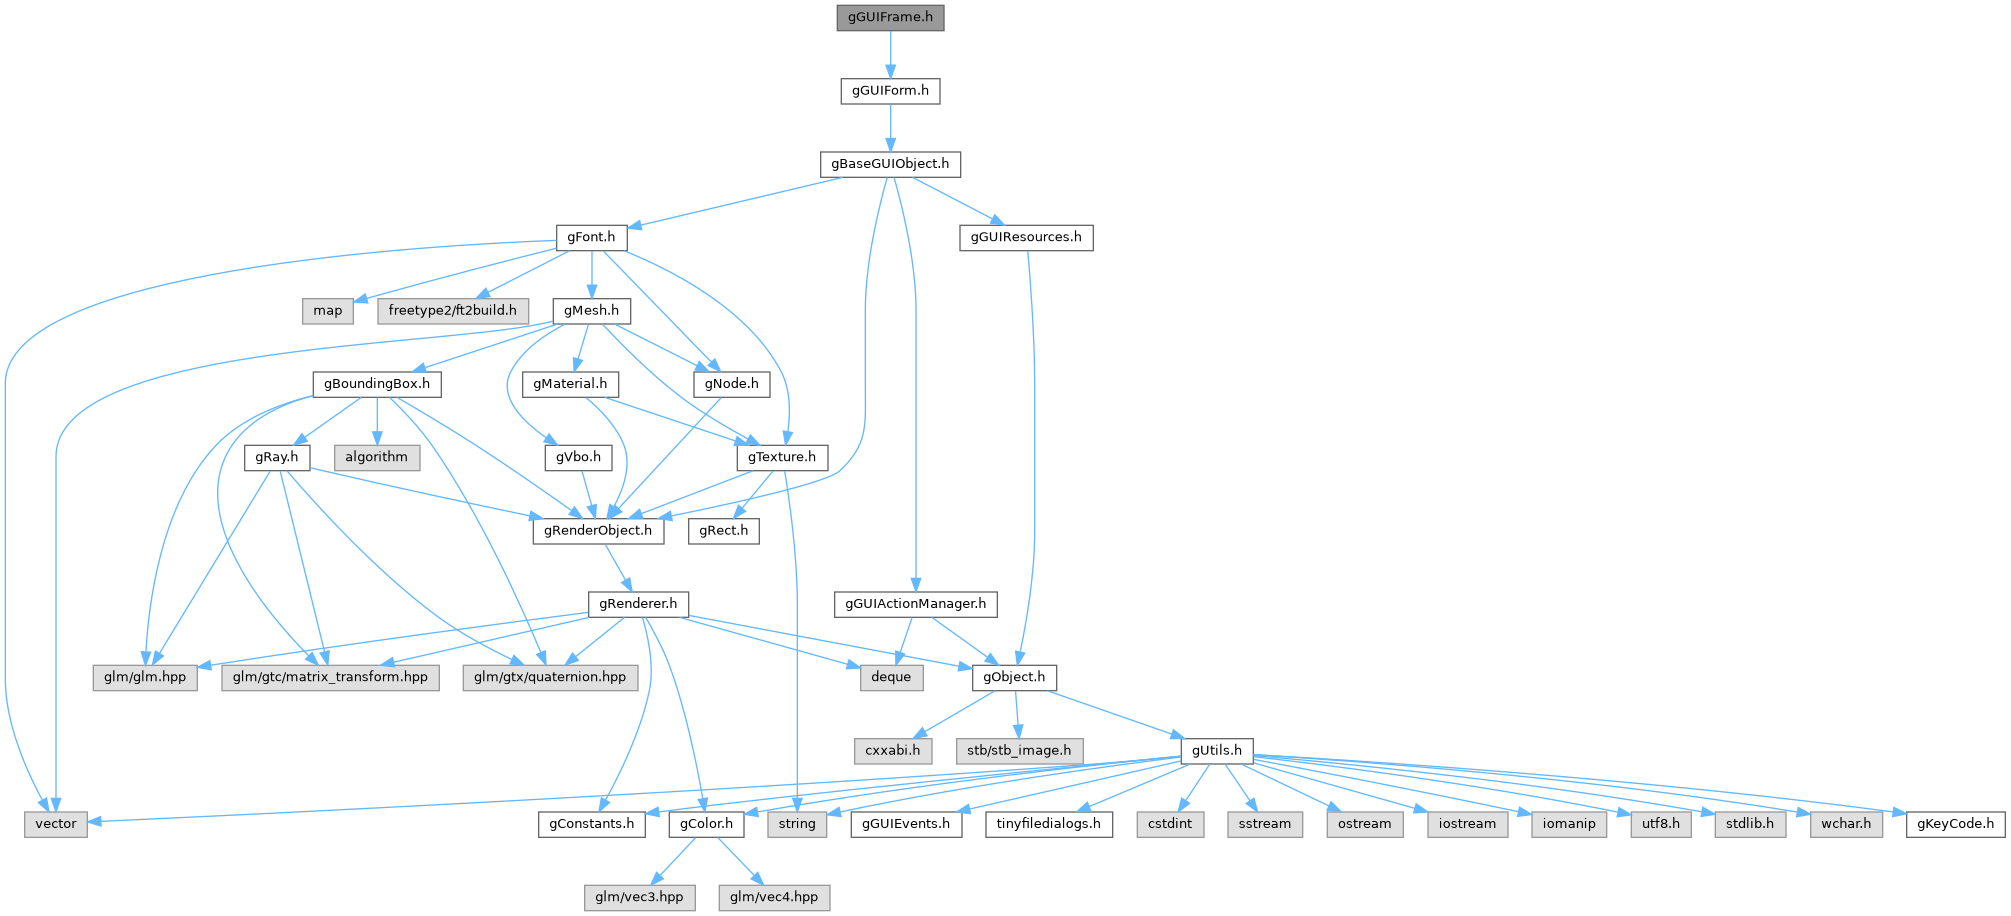 gGUIFrame.h
gGUIForm.h
gBaseGUIObject.h
gFont.h
gGUIResources.h
map
freetype2/ft2build.h
gMesh.h
gBoundingBox.h
gMaterial.h
gNode.h
gRay.h
algorithm
gVbo.h
gTexture.h
gRenderObject.h
gRect.h
gRenderer.h
gGUIActionManager.h
glm/glm.hpp
glm/gtc/matrix_transform.hpp
glm/gtx/quaternion.hpp
deque
gObject.h
cxxabi.h
stb/stb_image.h
gUtils.h
vector
gConstants.h
gColor.h
string
gGUIEvents.h
tinyfiledialogs.h
cstdint
sstream
ostream
iostream
iomanip
utf8.h
stdlib.h
wchar.h
gKeyCode.h
glm/vec3.hpp
glm/vec4.hpp